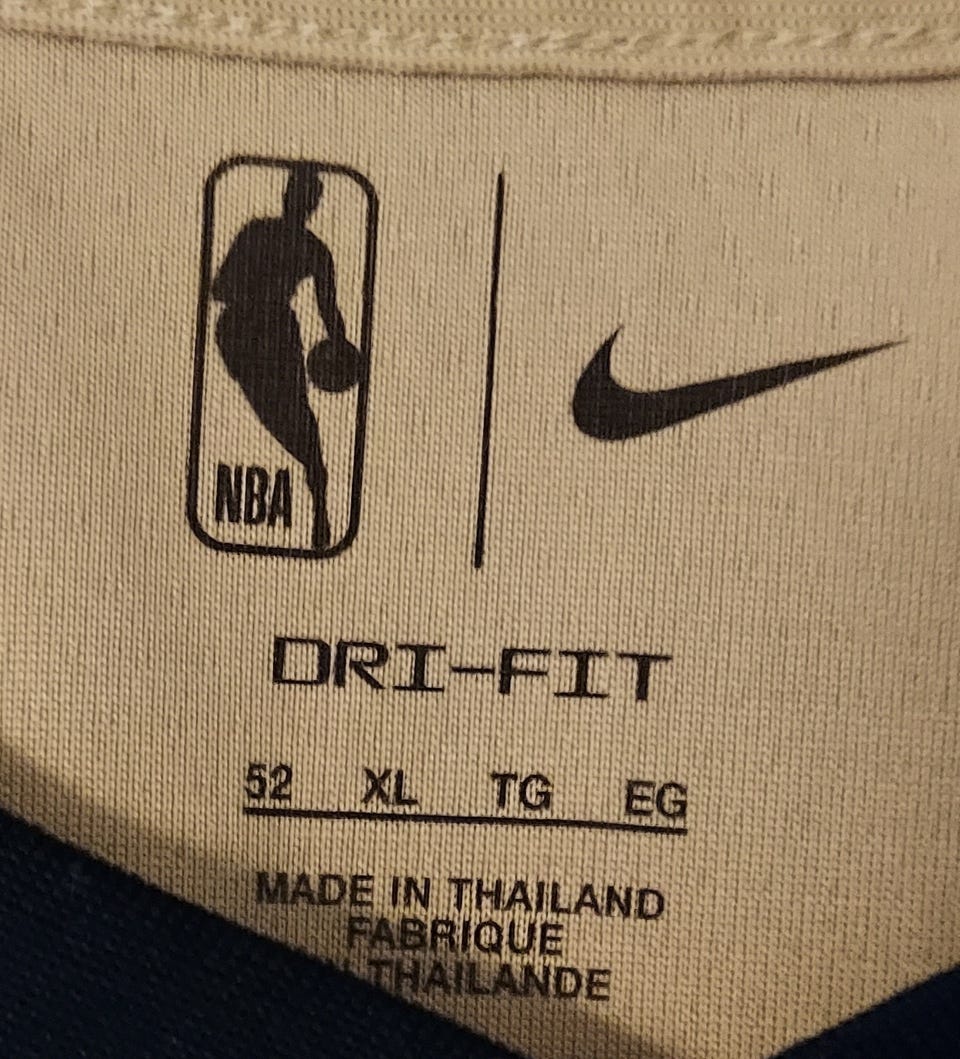 NBA
DRI-FIT
52 XL TG EG
MADE IN THAILAND
FABRIQUE
THAILANDE